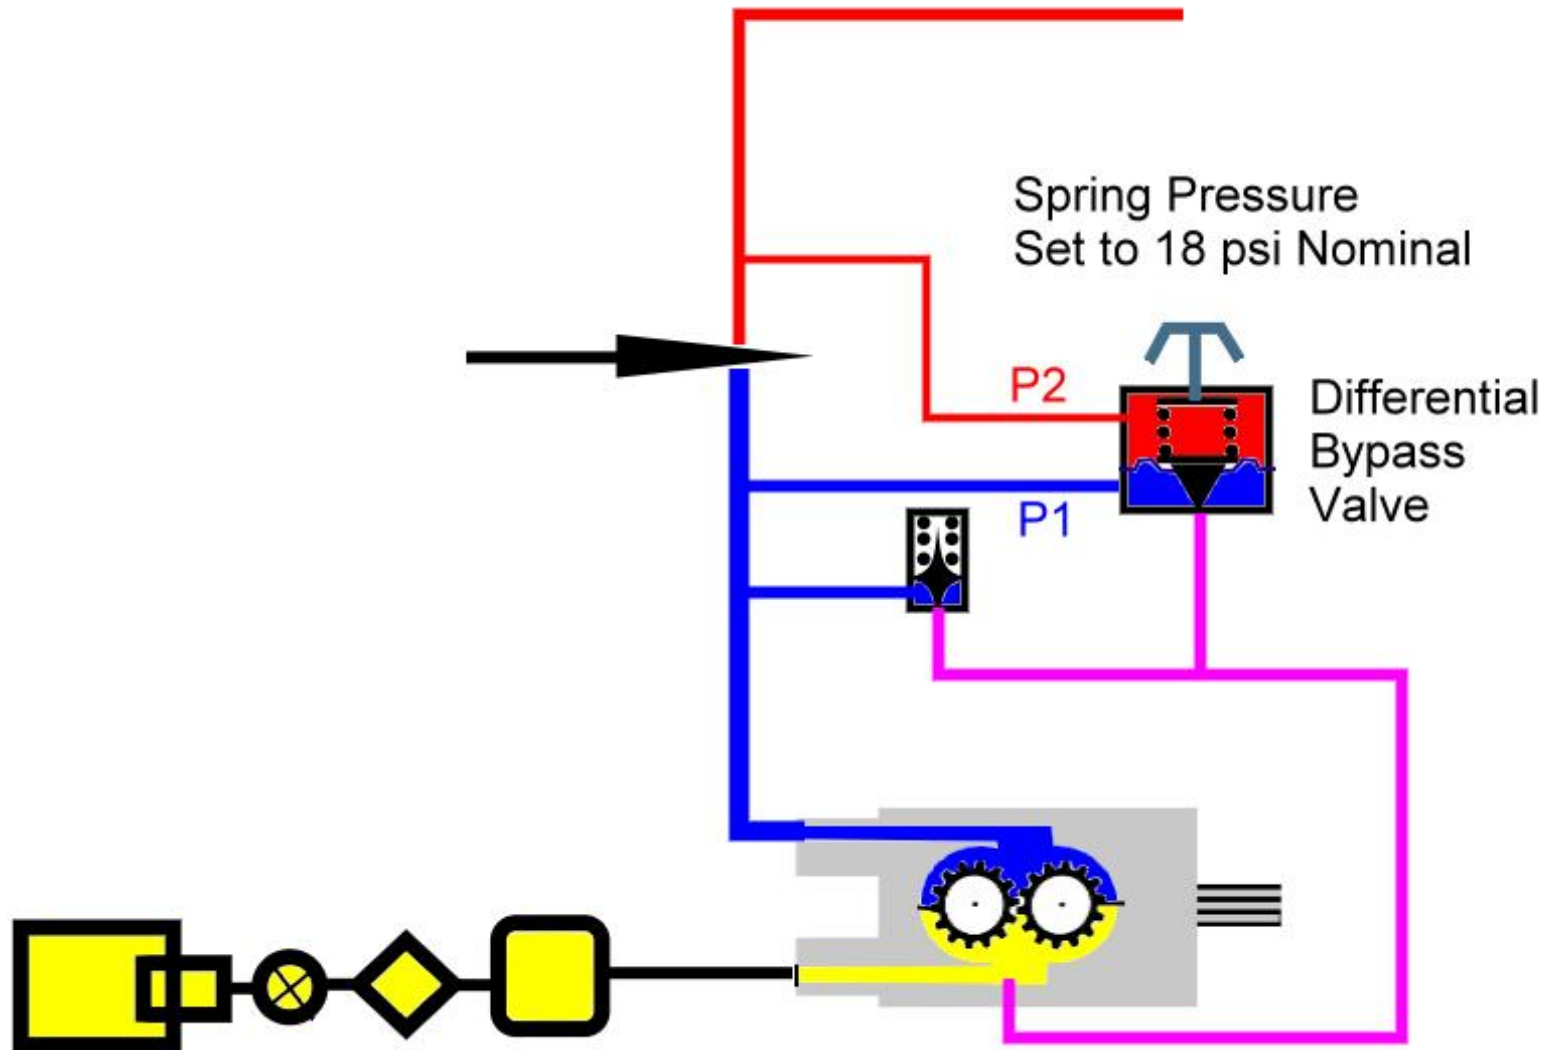 Spring Pressure
Set to 18 psi Nominal
P2
Differential
Bypass
Valve
P1